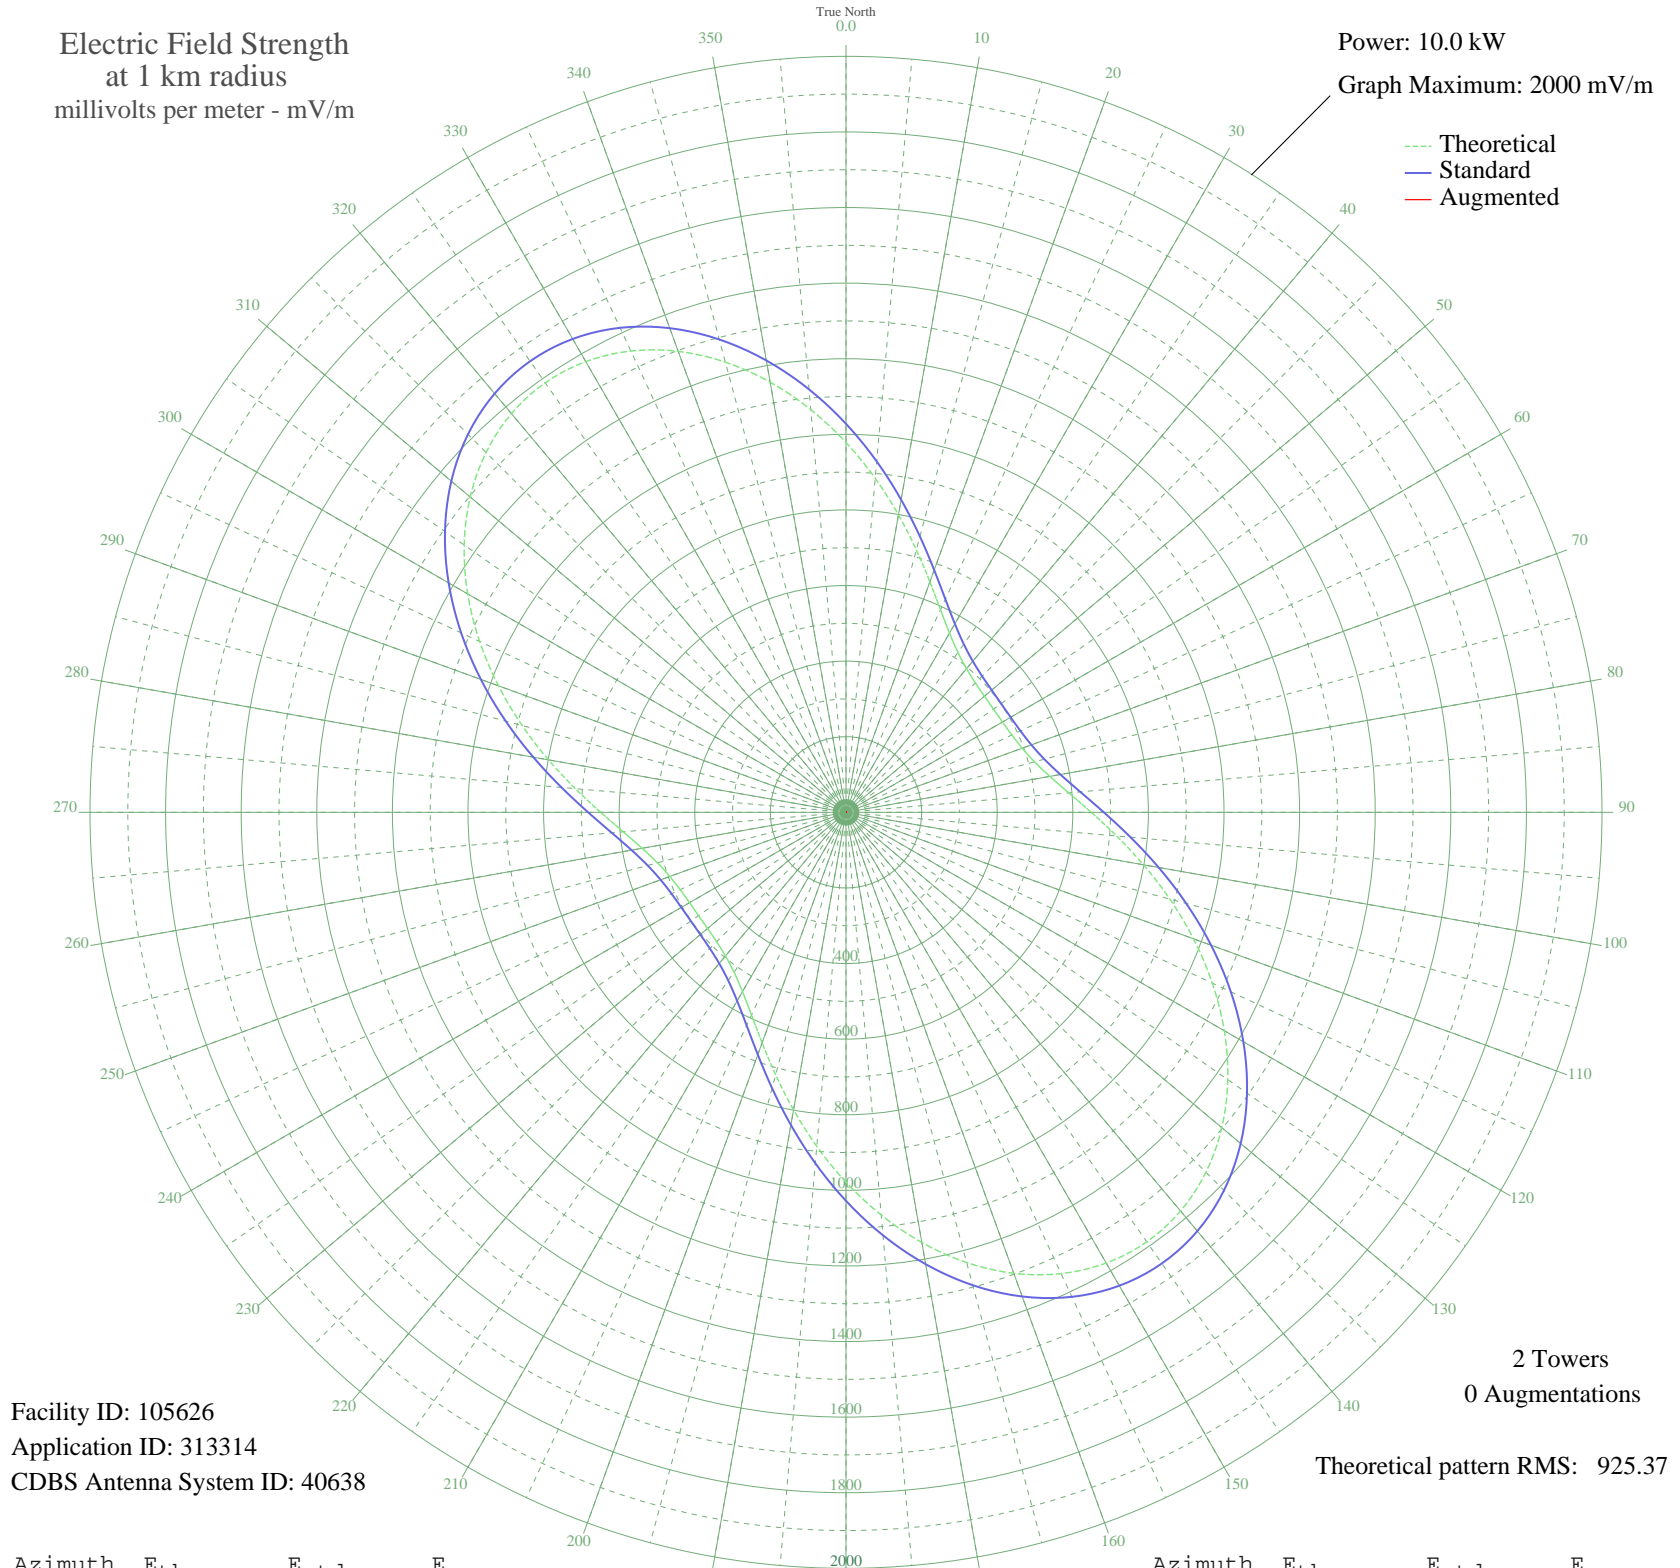 True North
0.0
Electric Field Strength
at 1 km radius
millivolts per meter - mV/m
Power: 10.0 kW
Graph Maximum: 2000 mV/m
Theoretical
Standard
Augmented
10
20
30
40
50
60
70
80
90
100
110
120
130
140
150
160
200
210
220
230
240
250
260
270
280
290
300
310
320
330
340
350
400
600
800
1000
1200
1400
1600
1800
2000
2 Towers
0 Augmentations
Theoretical pattern RMS: 925.37
Facility ID: 105626
Application ID: 313314
CDBS Antenna System ID: 40638
Azimuth
Azimuth